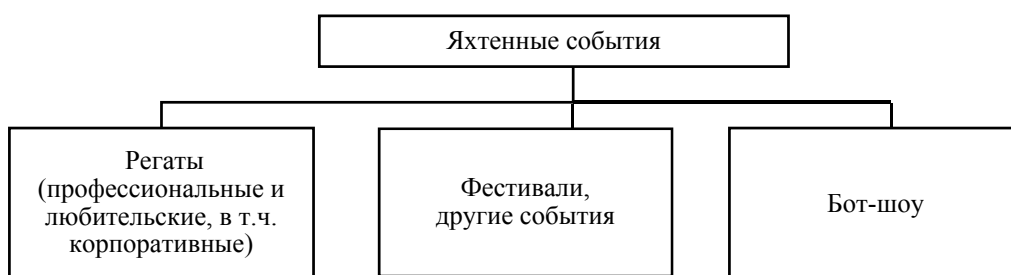 Яхтенные события
Регаты
(профессиональные и
любительские, в т.ч.
корпоративные)
Фестивали,
другие события
Бот-шоу